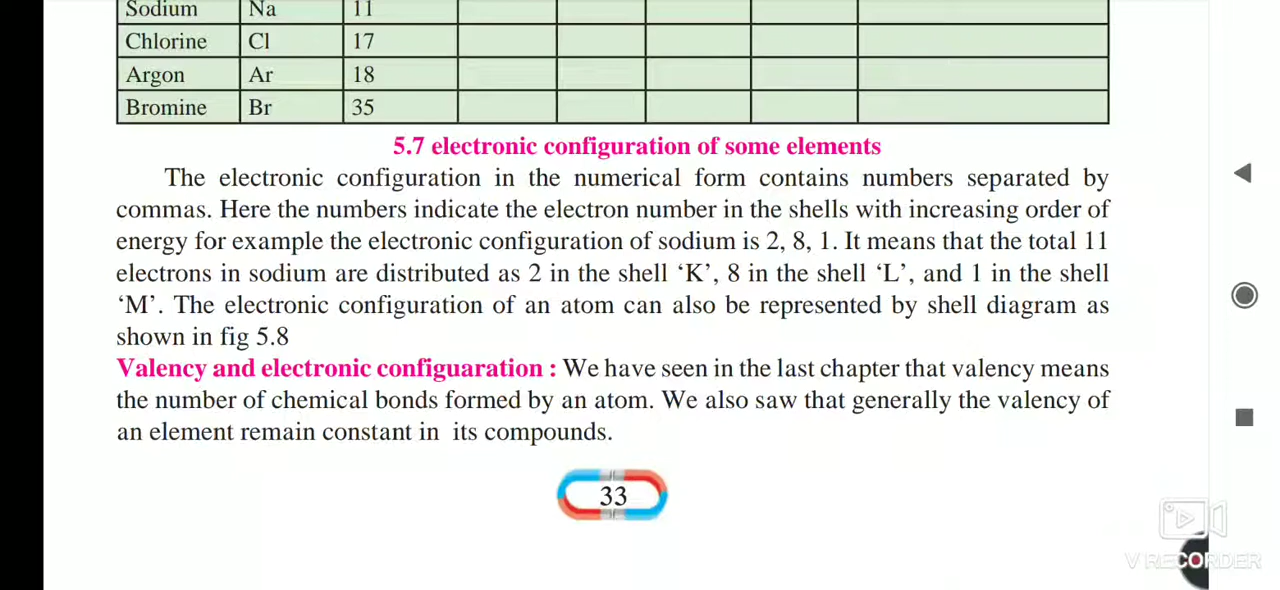 Sodium Na 11
Chlorine Cl 17
Argon Ar 18
Bromine Br 35
5.7 electronic configuration of some elements
The electronic configuration in the numerical form contains numbers separated by
commas. Here the numbers indicate the electron number in the shells with increasing order of
energy for example the electronic configuration of sodium is 2, 8, 1. It means that the total 11
electrons in sodium are distributed as 2 in the shell ‘K’, 8 in the shell ‘L’, and 1 in the shell
‘M’. The electronic configuration of an atom can also be represented by shell diagram as
shown in fig 5.8
Valency and electronic configuaration : We have seen in the last chapter that valency means
the number of chemical bonds formed by an atom. We also saw that generally the valency of
an element remain constant in its compounds.
33
V RECORDER